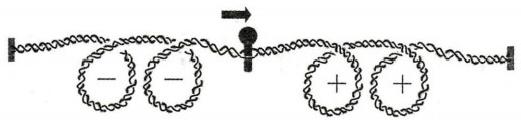 − − + +